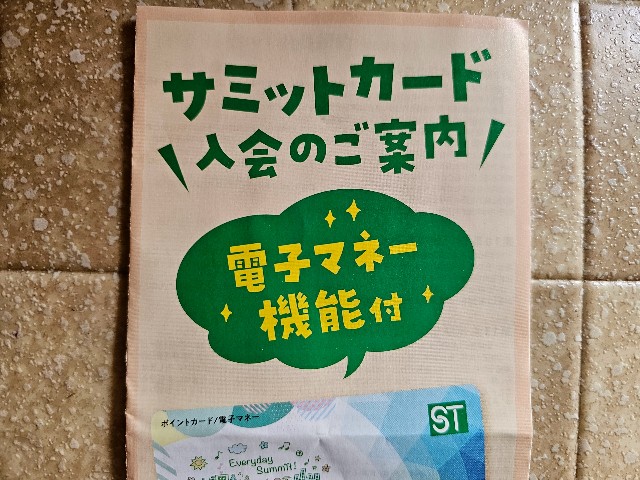 サミットカード
入会のご案内
電子マネー
機能付
ポイントカード/電子マネー
ST
Everyday
Summit!